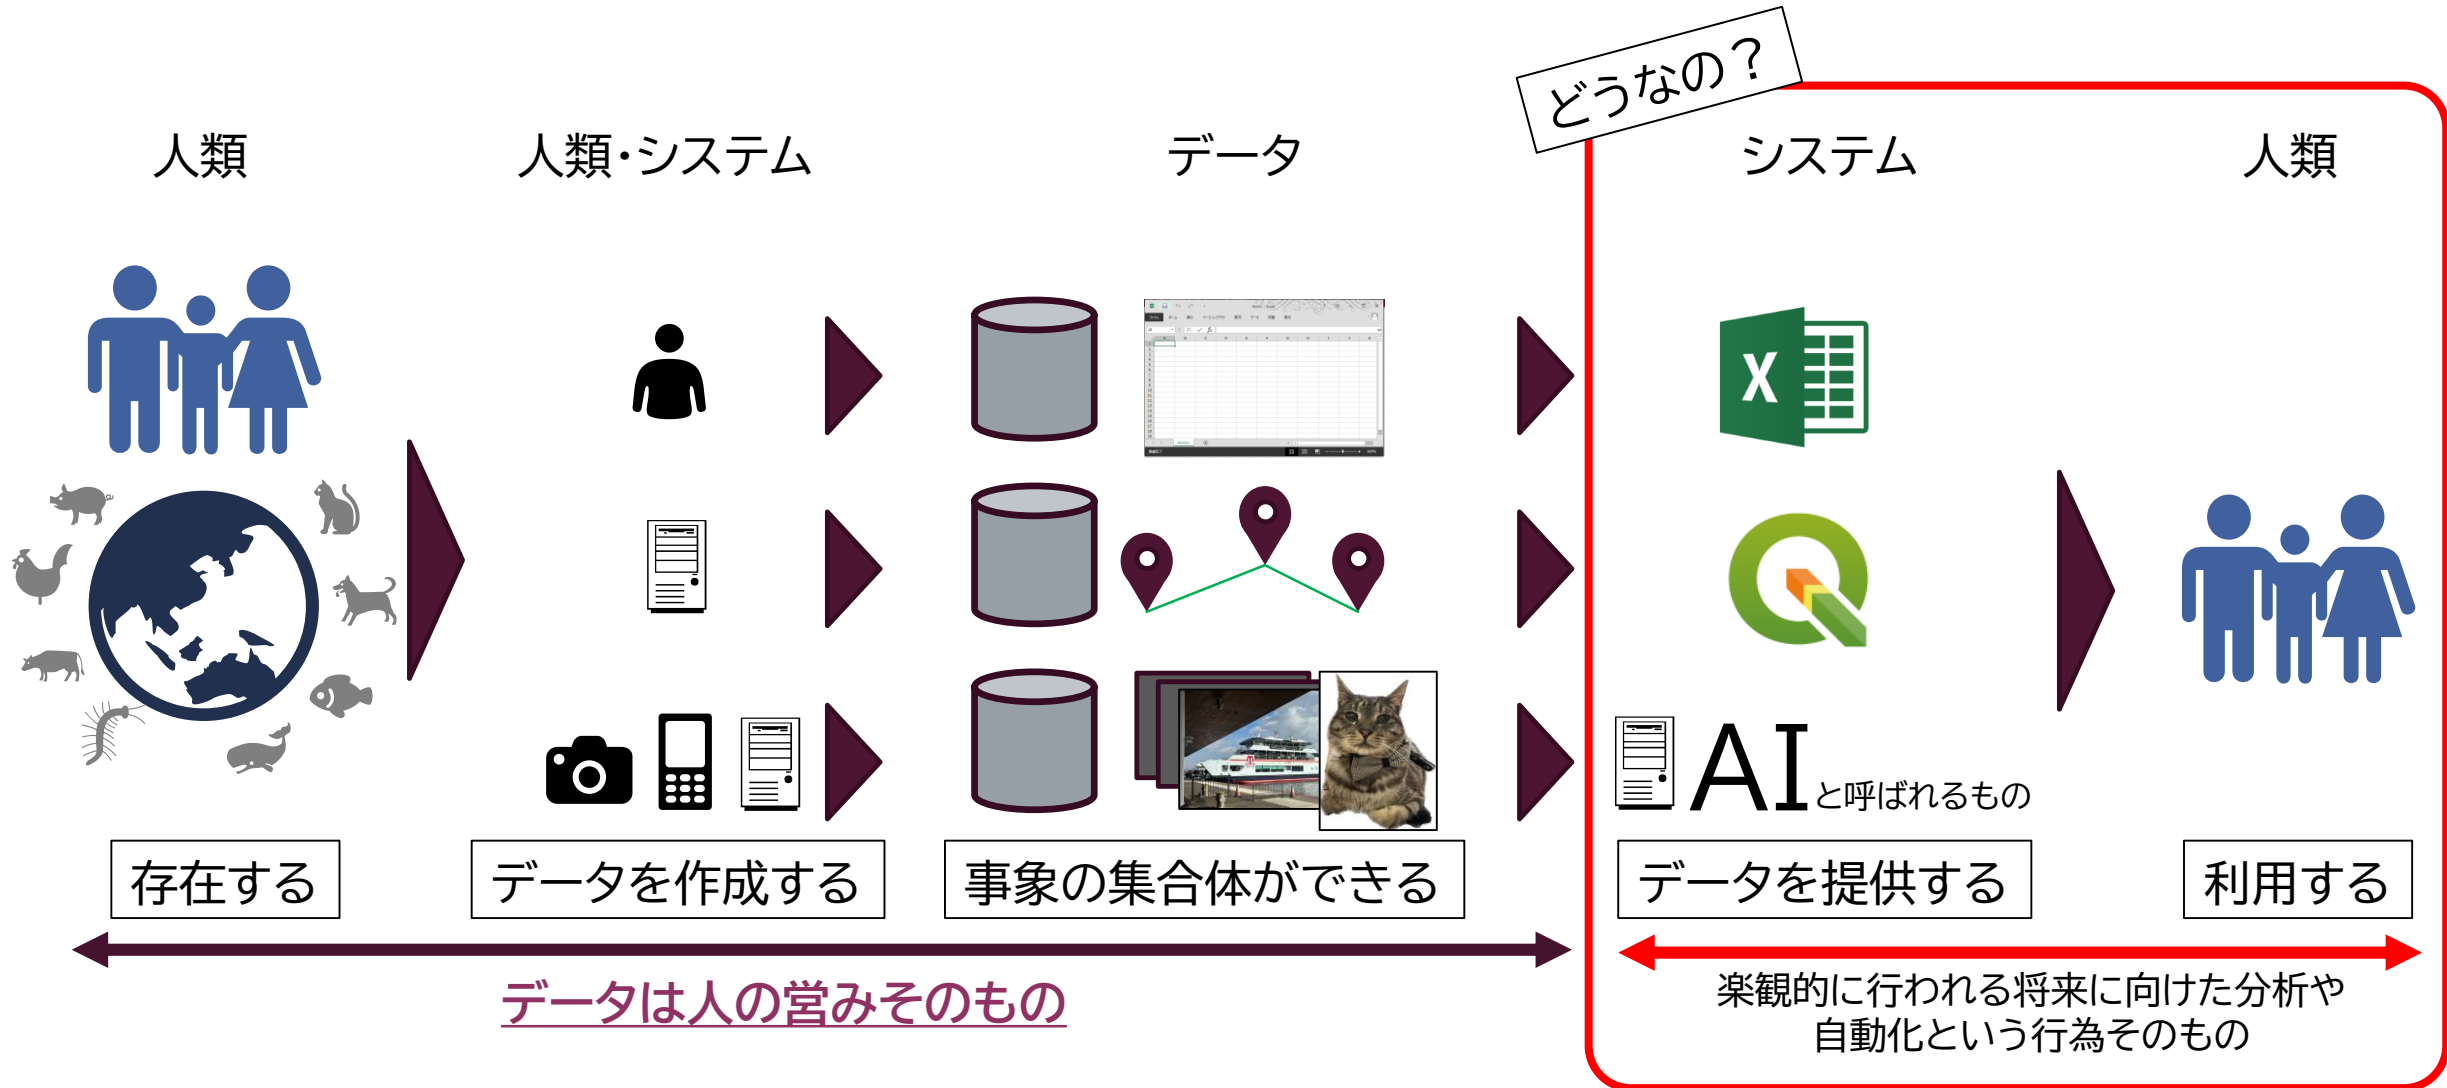 どうなの？
人類
人類・システム
データ
システム
人類
X
AIと呼ばれるもの
存在する
データを作成する
事象の集合体ができる
データを提供する
利用する
データは人の営みそのもの
楽観的に行われる将来に向けた分析や
自動化という行為そのもの